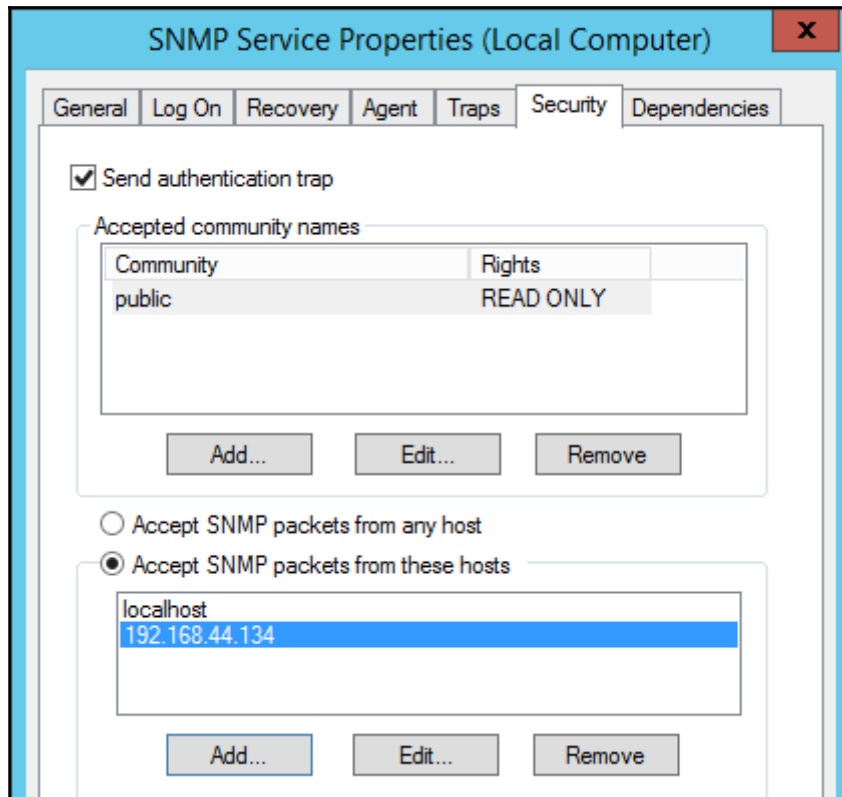 SNMP Service Properties (Local Computer)
x
General Log On Recovery Agent Traps Security Dependencies
Send authentication trap
Accepted community names
Community Rights
public READ ONLY
Add... Edit... Remove
Accept SNMP packets from any host
Accept SNMP packets from these hosts
localhost
192.168.44.134
Add... Edit... Remove